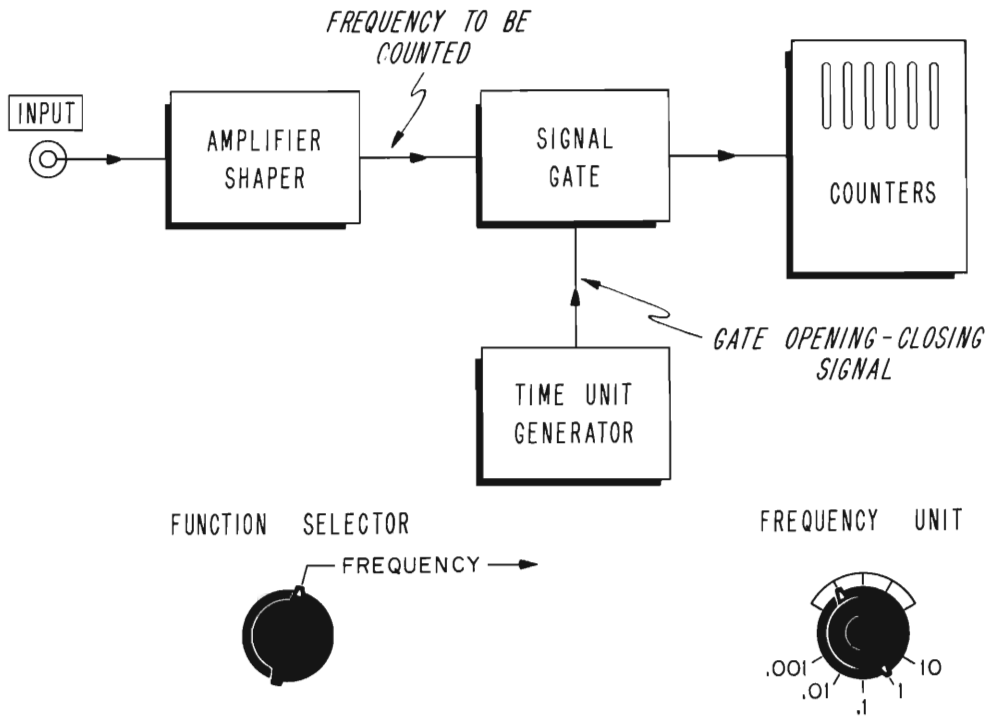 FREQUENCY TO BE
COUNTED
INPUT
AMPLIFIER
SHAPER
SIGNAL
GATE
COUNTERS
GATE OPENING-CLOSING
SIGNAL
TIME UNIT
GENERATOR
FUNCTION SELECTOR
FREQUENCY
FREQUENCY UNIT
.001
.01
.1
1
10